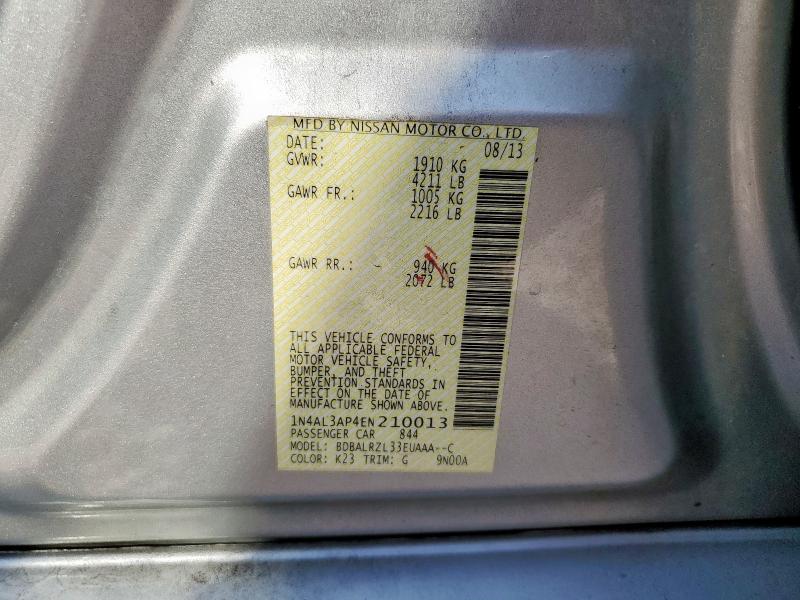 MFD BY NISSAN MOTOR CO., LTD.
DATE: 08/13
GVWR: 1910 KG
4211 LB
GAWR FR.: 1005 KG
2216 LB
GAWR RR.: 940 KG
2072 LB
THIS VEHICLE CONFORMS TO
ALL APPLICABLE FEDERAL
MOTOR VEHICLE SAFETY,
BUMPER, AND THEFT
PREVENTION STANDARDS IN
EFFECT ON THE DATE OF
MANUFACTURE SHOWN ABOVE.
1N4AL3AP4EN210013
PASSENGER CAR 844
MODEL: BDBALRZL33EUAAA--C
COLOR: K23 TRIM: G 9N00A